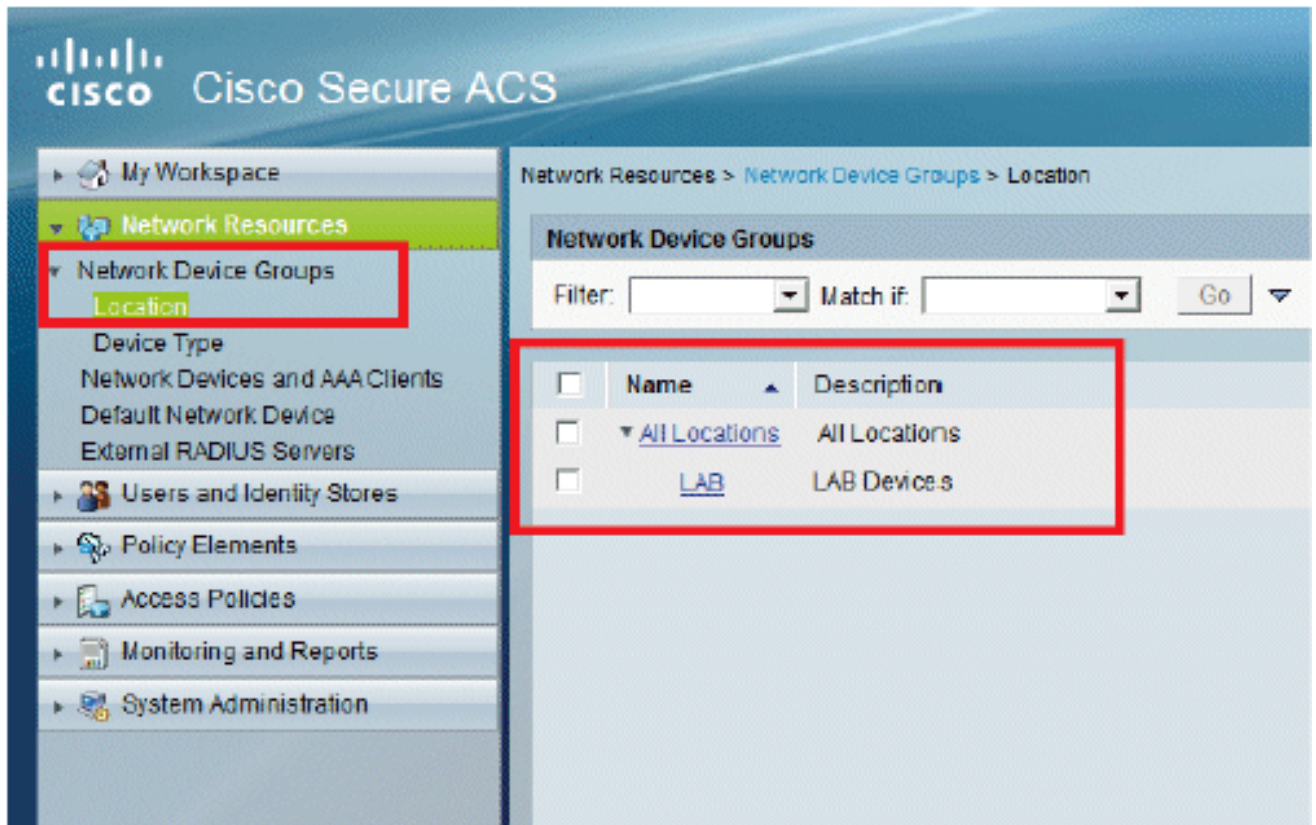 CISCO Cisco Secure ACS
My Workspace
Network Resources
Network Device Groups
Location
Device Type
Network Devices and AAA Clients
Default Network Device
External RADIUS Servers
Users and Identity Stores
Policy Elements
Access Policies
Monitoring and Reports
System Administration
Network Resources > Network Device Groups > Location
Network Device Groups
Filter: Match if: Go
Name Description
All Locations All Locations
LAB LAB Devices